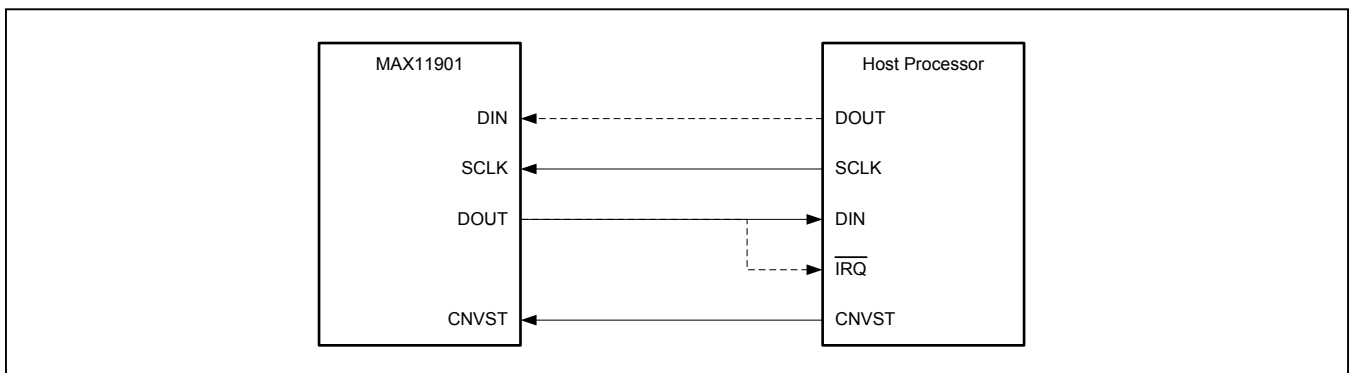 MAX11901
Host Processor
DIN
DOUT
SCLK
SCLK
DOUT
DIN
IRQ
CNVST
CNVST